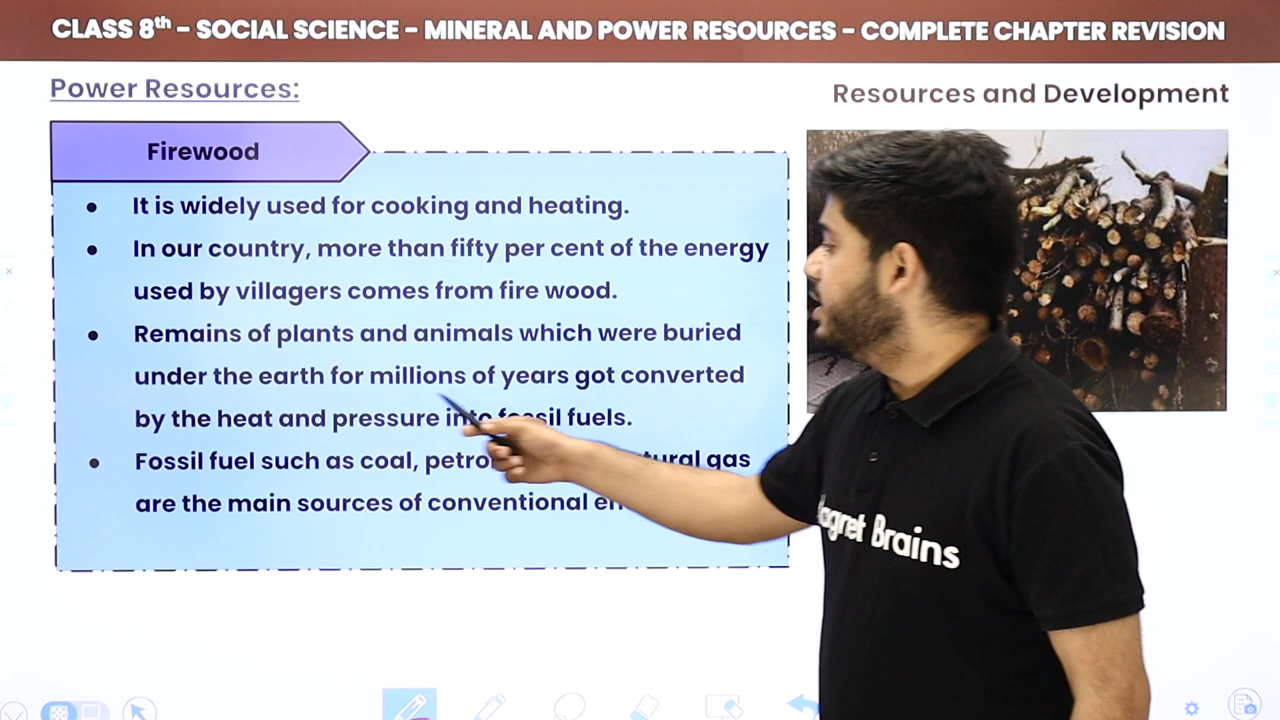 CLASS 8th – SOCIAL SCIENCE – MINERAL AND POWER RESOURCES – COMPLETE CHAPTER REVISION
Power Resources:
Resources and Development
Firewood
• It is widely used for cooking and heating.
• In our country, more than fifty per cent of the energy
used by villagers comes from fire wood.
• Remains of plants and animals which were buried
under the earth for millions of years got converted
by the heat and pressure into fossil fuels.
• Fossil fuel such as coal, gas
are the main sources of conventional
Brains